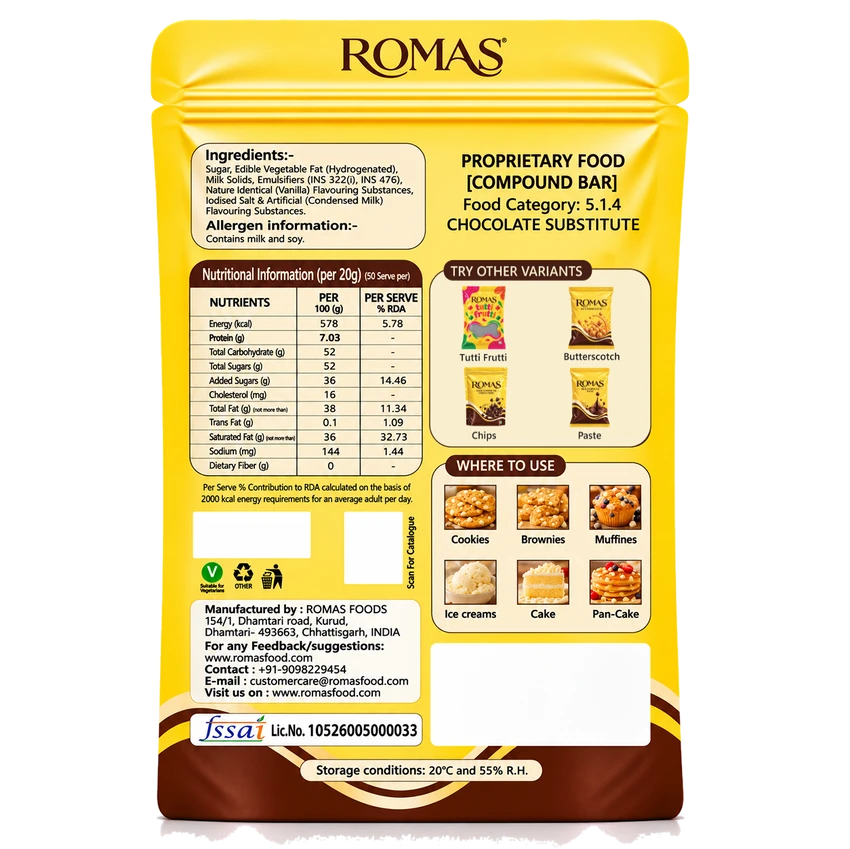 ROMAS®
Ingredients:-
Sugar, Edible Vegetable Fat (Hydrogenated),
Milk Solids, Emulsifiers (INS 322(i), INS 476),
Nature Identical (Vanilla) Flavouring Substances,
Iodised Salt & Artificial (Condensed Milk)
Flavouring Substances.
Allergen information:-
Contains milk and soy.
PROPRIETARY FOOD
[COMPOUND BAR]
Food Category: 5.1.4
CHOCOLATE SUBSTITUTE
Nutritional Information (per 20g) (50 Serve per)
NUTRIENTS PER 100 (g) PER SERVE % RDA
Energy (kcal) 578 5.78
Protein (g) 7.03 -
Total Carbohydrate (g) 52 -
Total Sugars (g) 52 -
Added Sugars (g) 36 14.46
Cholesterol (mg) 16 -
Total Fat (g) (not more than) 38 11.34
Trans Fat (g) 0.1 1.09
Saturated Fat (g) (not more than) 36 32.73
Sodium (mg) 144 1.44
Dietary Fiber (g) 0 -
Per Serve % Contribution to RDA calculated on the basis of
2000 kcal energy requirements for an average adult per day.
TRY OTHER VARIANTS
ROMAS
tutti
frutti
Tutti Frutti
ROMAS
Butterscotch
ROMAS
Chips
ROMAS
Paste
WHERE TO USE
Cookies
Brownies
Muffines
Ice creams
Cake
Pan-Cake
Scan For Catalogue
V
Suitable for
Vegetarians
OTHER
Manufactured by : ROMAS FOODS
154/1, Dhamtari road, Kurud,
Dhamtari- 493663, Chhattisgarh, INDIA
For any Feedback/suggestions:
www.romasfood.com
Contact : +91-9098229454
E-mail : customercare@romasfood.com
Visit us on : www.romasfood.com
fssai Lic.No. 10526005000033
Storage conditions: 20°C and 55% R.H.